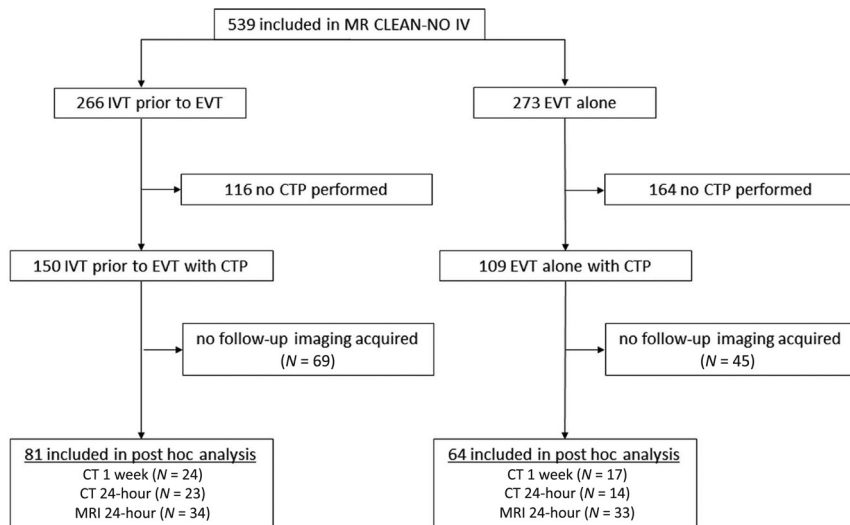 539 included in MR CLEAN-NO IV
266 IVT prior to EVT
273 EVT alone
116 no CTP performed
164 no CTP performed
150 IVT prior to EVT with CTP
109 EVT alone with CTP
no follow-up imaging acquired
(N = 69)
no follow-up imaging acquired
(N = 45)
81 included in post hoc analysis
CT 1 week (N = 24)
CT 24-hour (N = 23)
MRI 24-hour (N = 34)
64 included in post hoc analysis
CT 1 week (N = 17)
CT 24-hour (N = 14)
MRI 24-hour (N = 33)